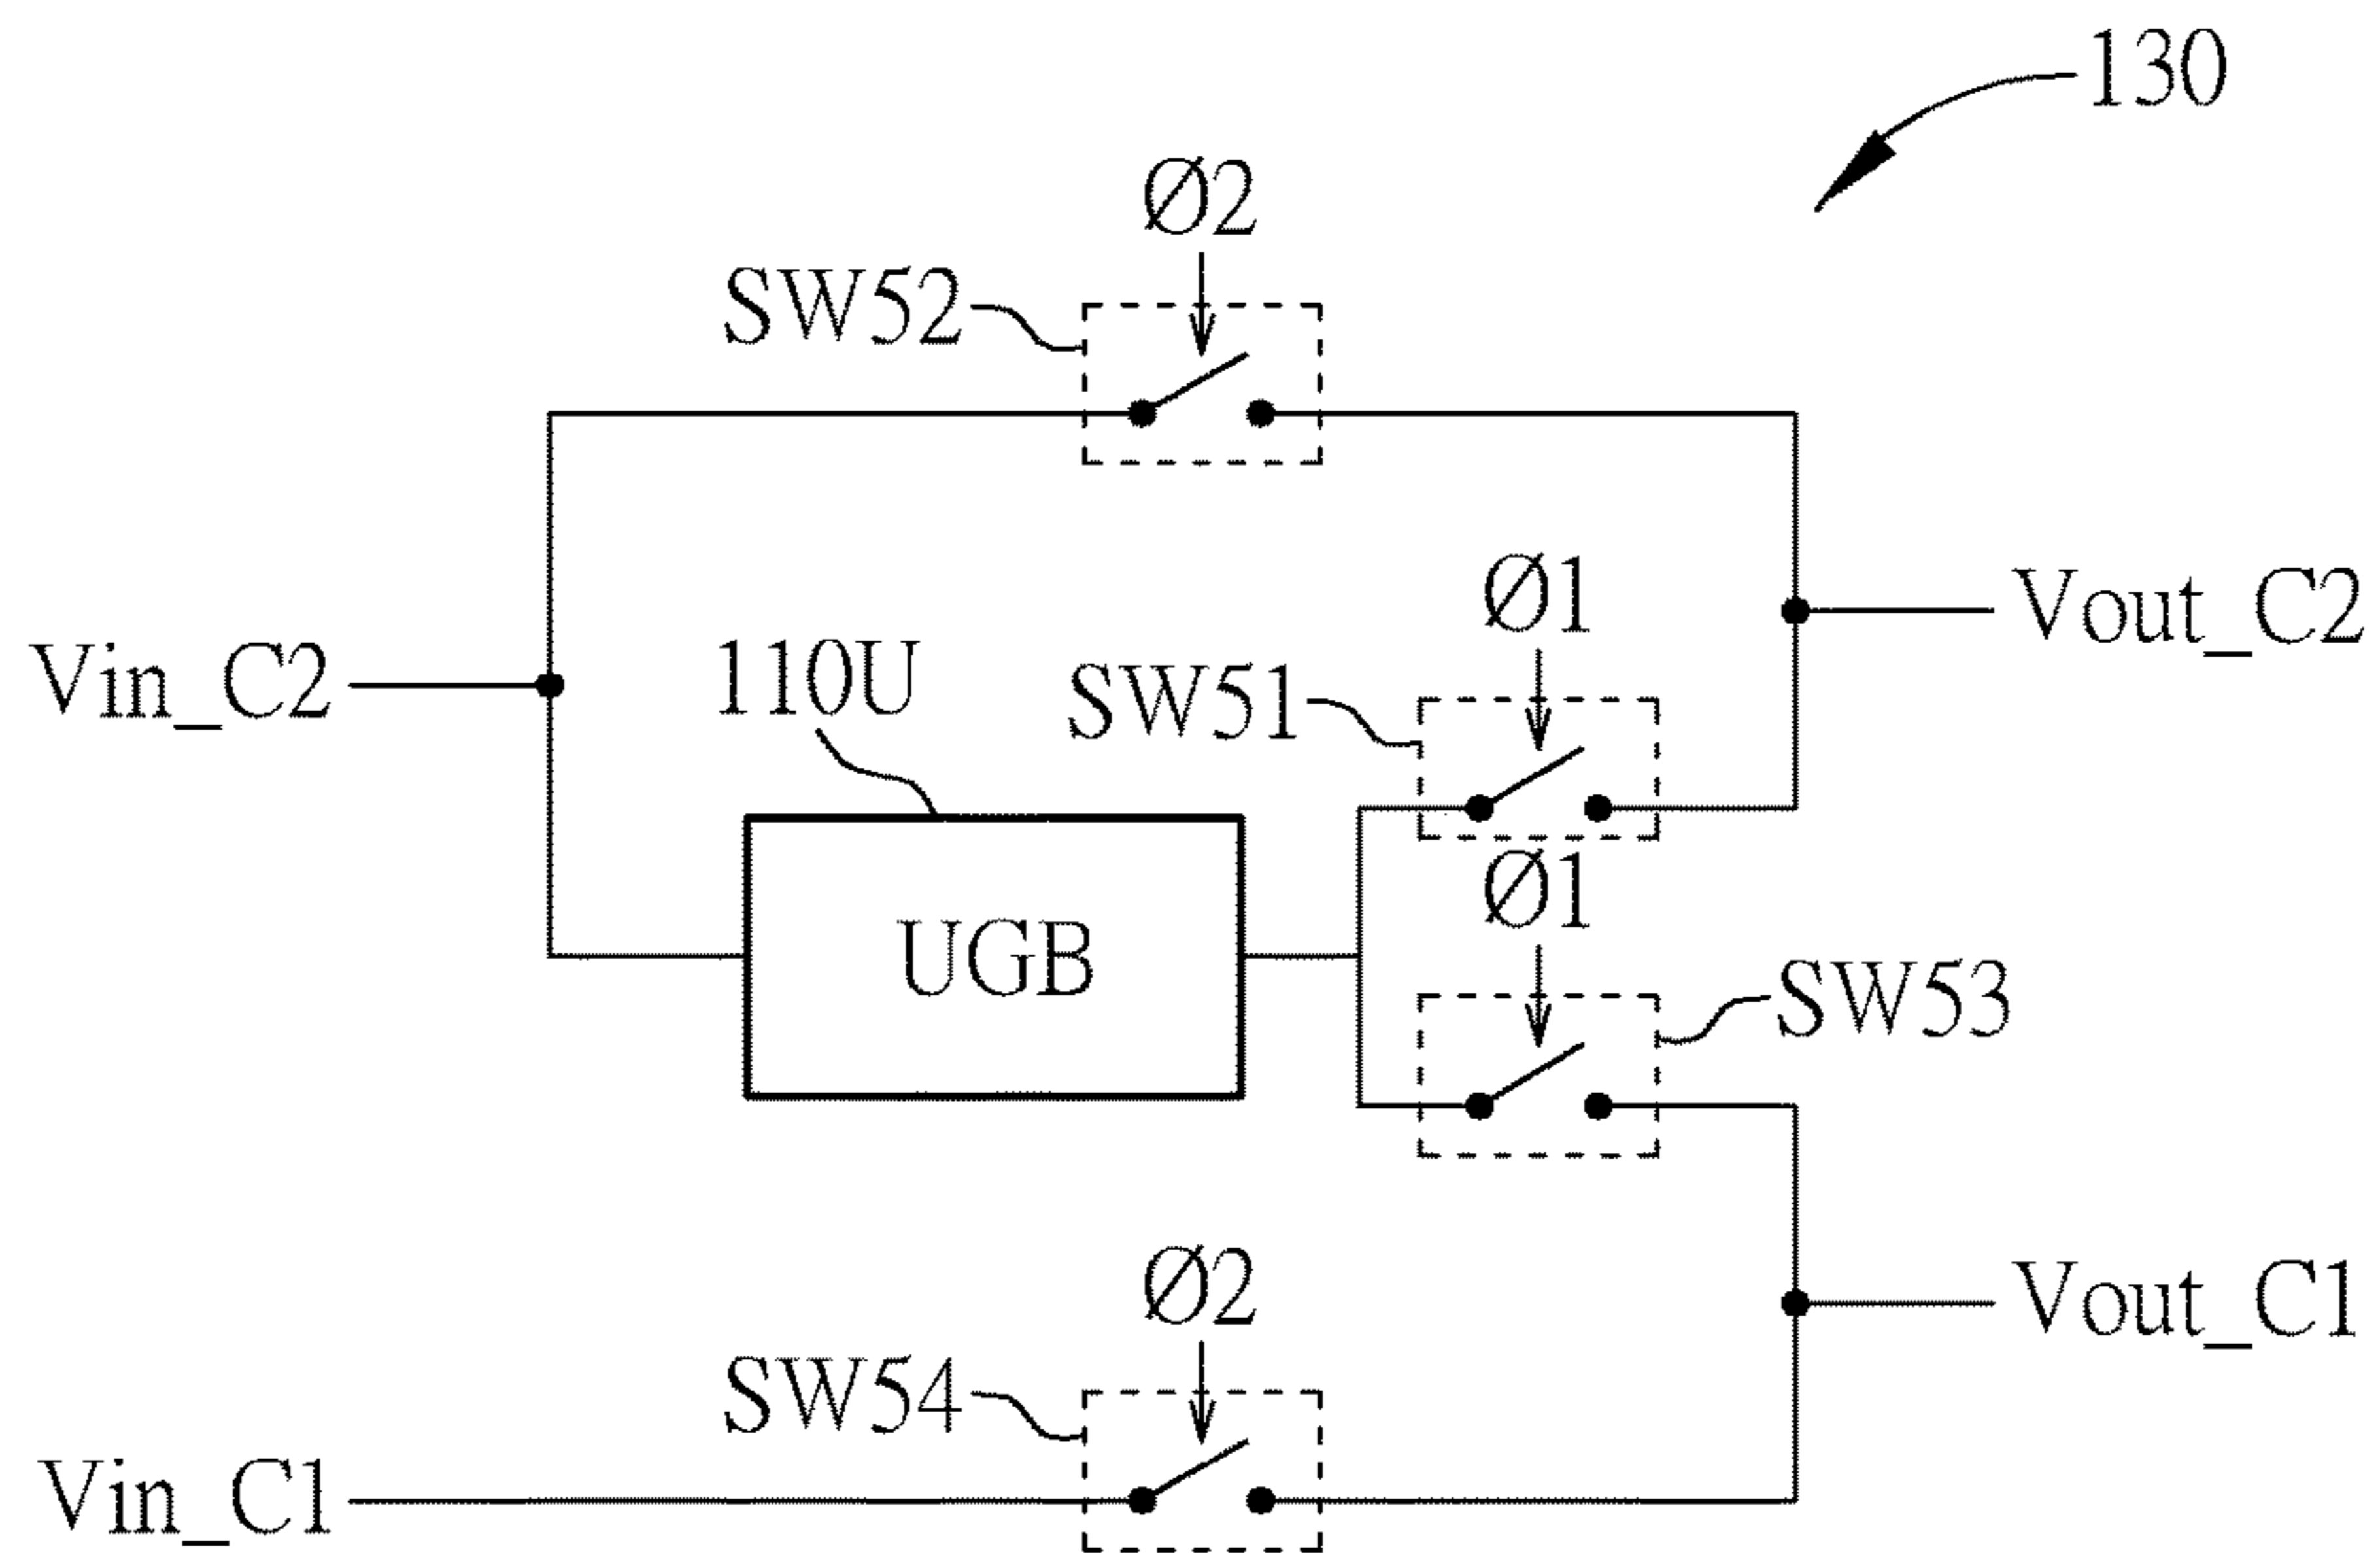 130
Ø2
SW52
Vin_C2
110U
Ø1
SW51
Vout_C2
UGB
Ø1
SW53
Ø2
SW54
Vout_C1
Vin_C1